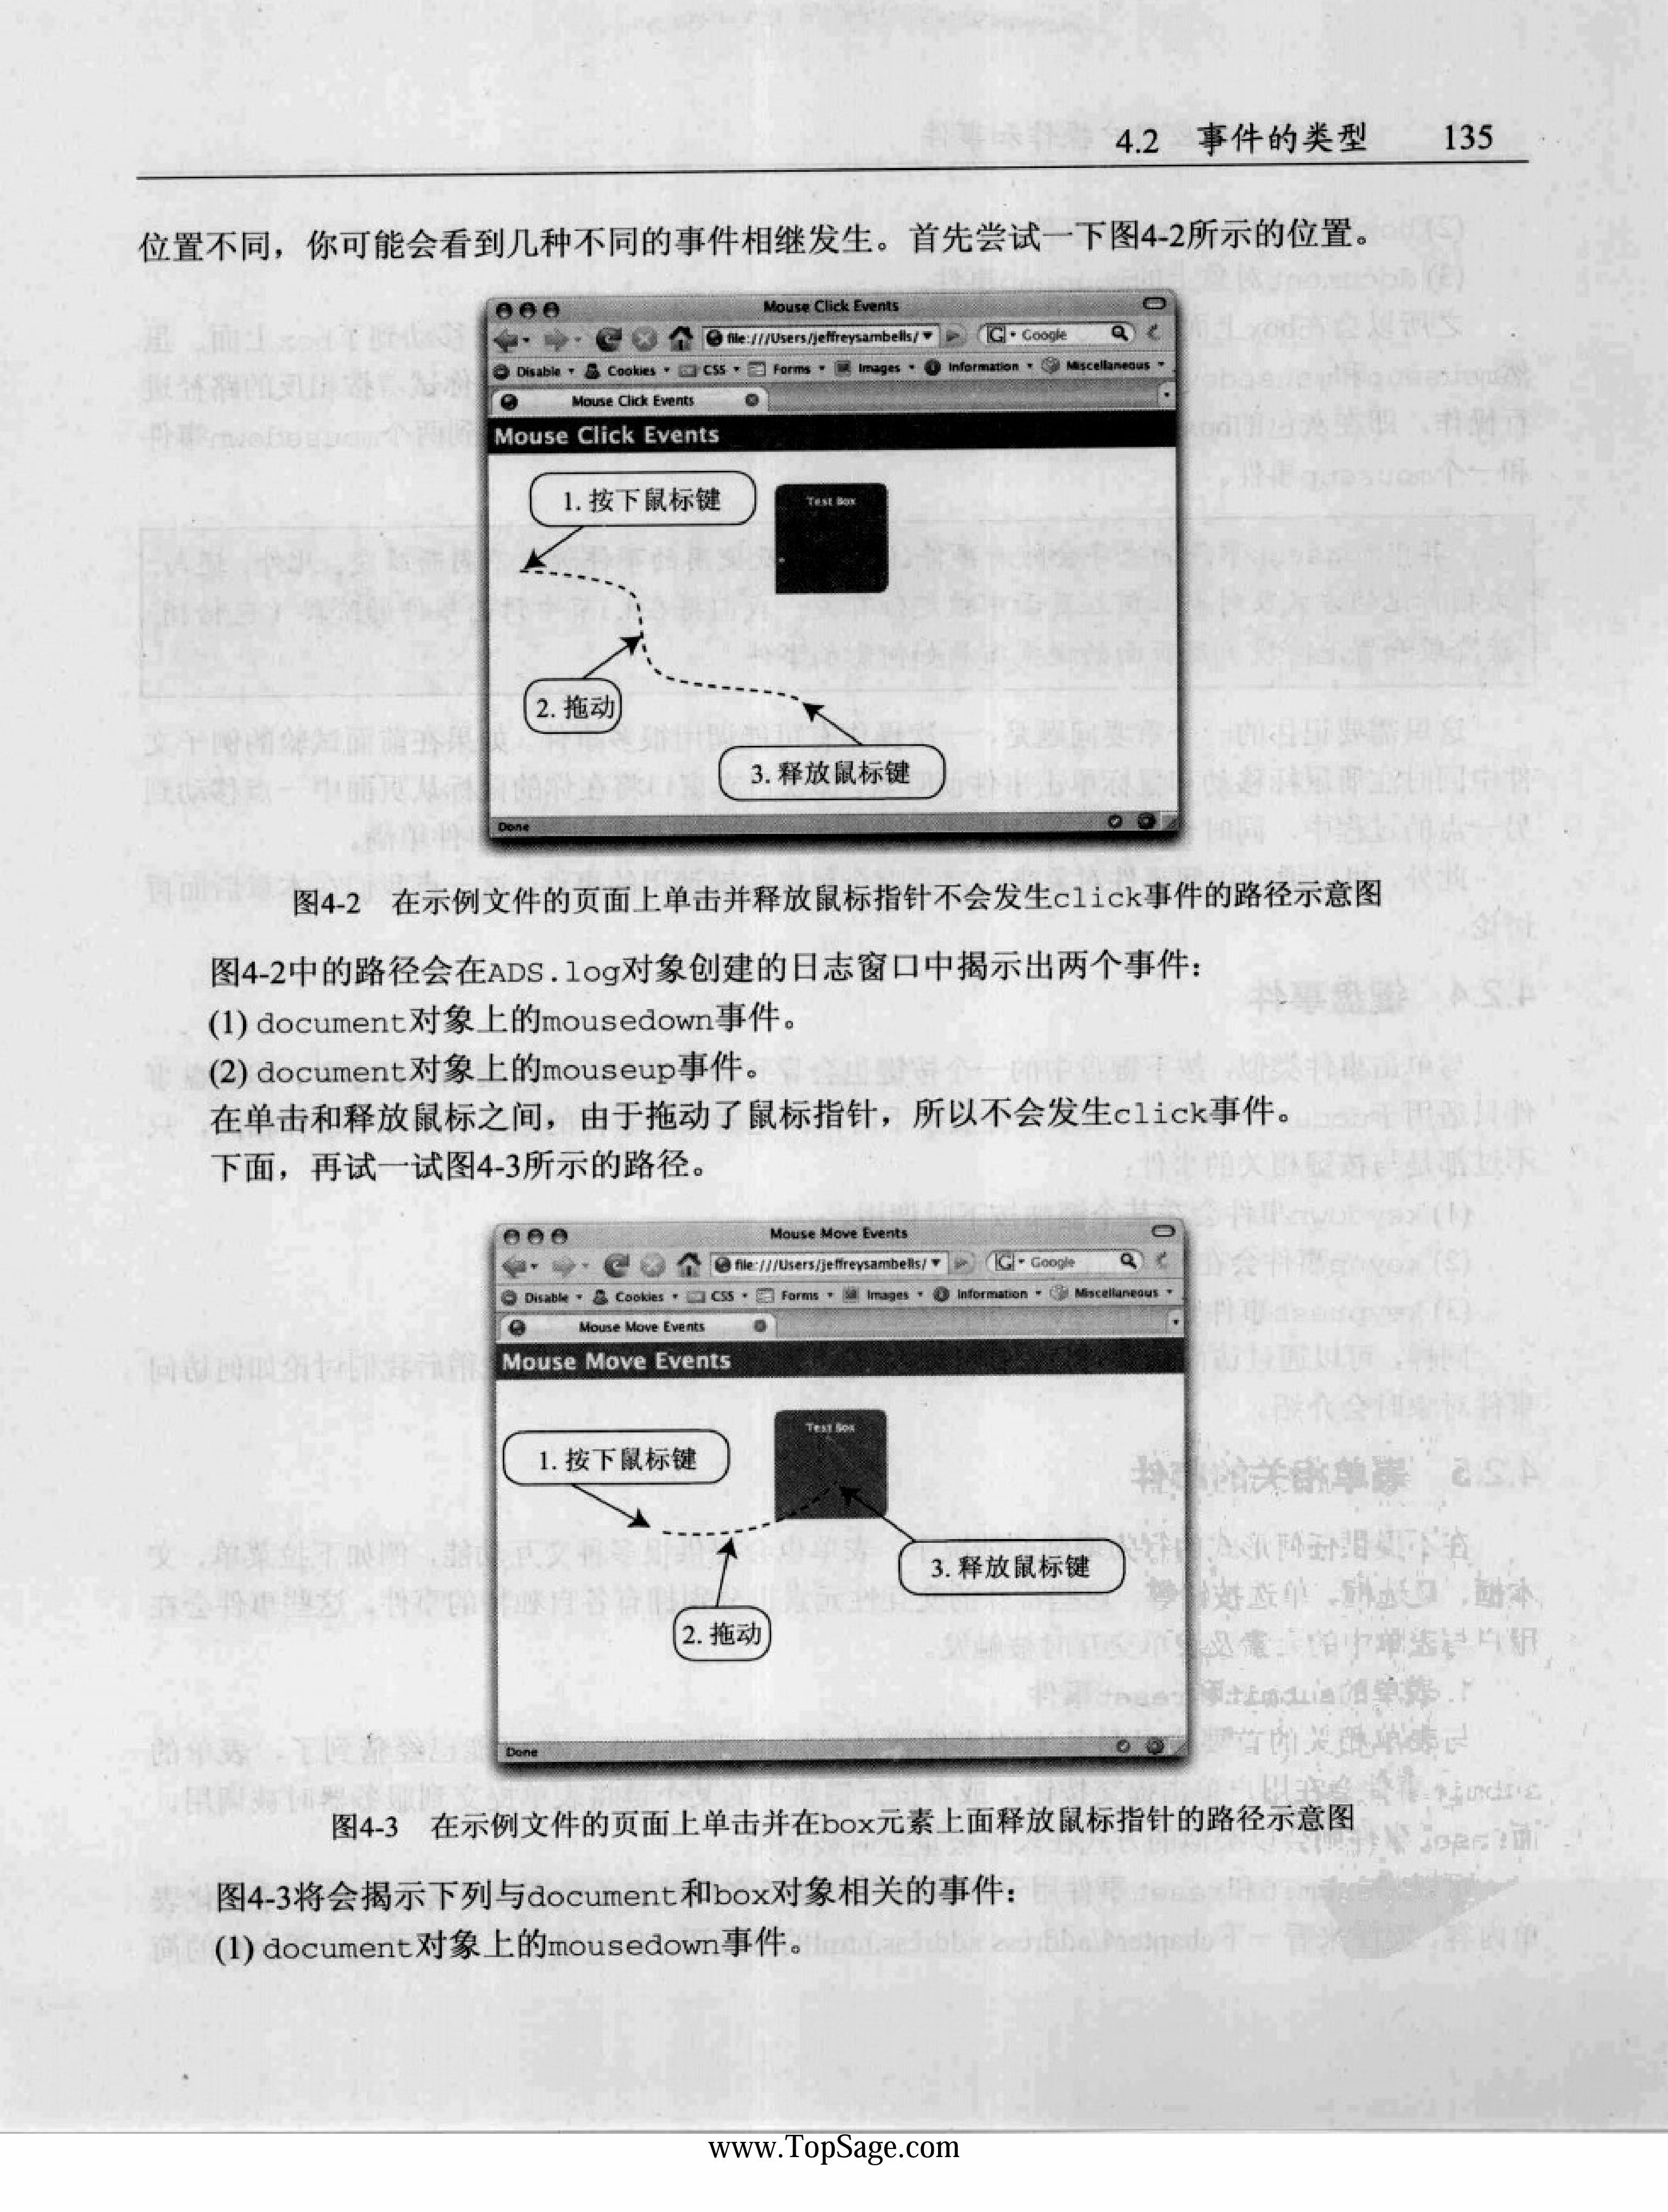 4.2 事件的类型 135
位置不同，你可能会看到几种不同的事件相继发生。首先尝试一下图4-2所示的位置。
Mouse Click Events
file:///Users/jeffreysambells/ G Google
Disable Cookies CSS Forms Images Information Miscellaneous
Mouse Click Events
Mouse Click Events
1. 按下鼠标键
Test Box
2. 拖动
3. 释放鼠标键
Done
图4-2 在示例文件的页面上单击并释放鼠标指针不会发生click事件的路径示意图
图4-2中的路径会在ADS.log对象创建的日志窗口中揭示出两个事件：
(1) document对象上的mousedown事件。
(2) document对象上的mouseup事件。
在单击和释放鼠标之间，由于拖动了鼠标指针，所以不会发生click事件。
下面，再试一试图4-3所示的路径。
Mouse Move Events
file:///Users/jeffreysambells/ G Google
Disable Cookies CSS Forms Images Information Miscellaneous
Mouse Move Events
Mouse Move Events
Test Box
1. 按下鼠标键
3. 释放鼠标键
2. 拖动
Done
图4-3 在示例文件的页面上单击并在box元素上面释放鼠标指针的路径示意图
图4-3将会揭示下列与document和box对象相关的事件：
(1) document对象上的mousedown事件。
www.TopSage.com